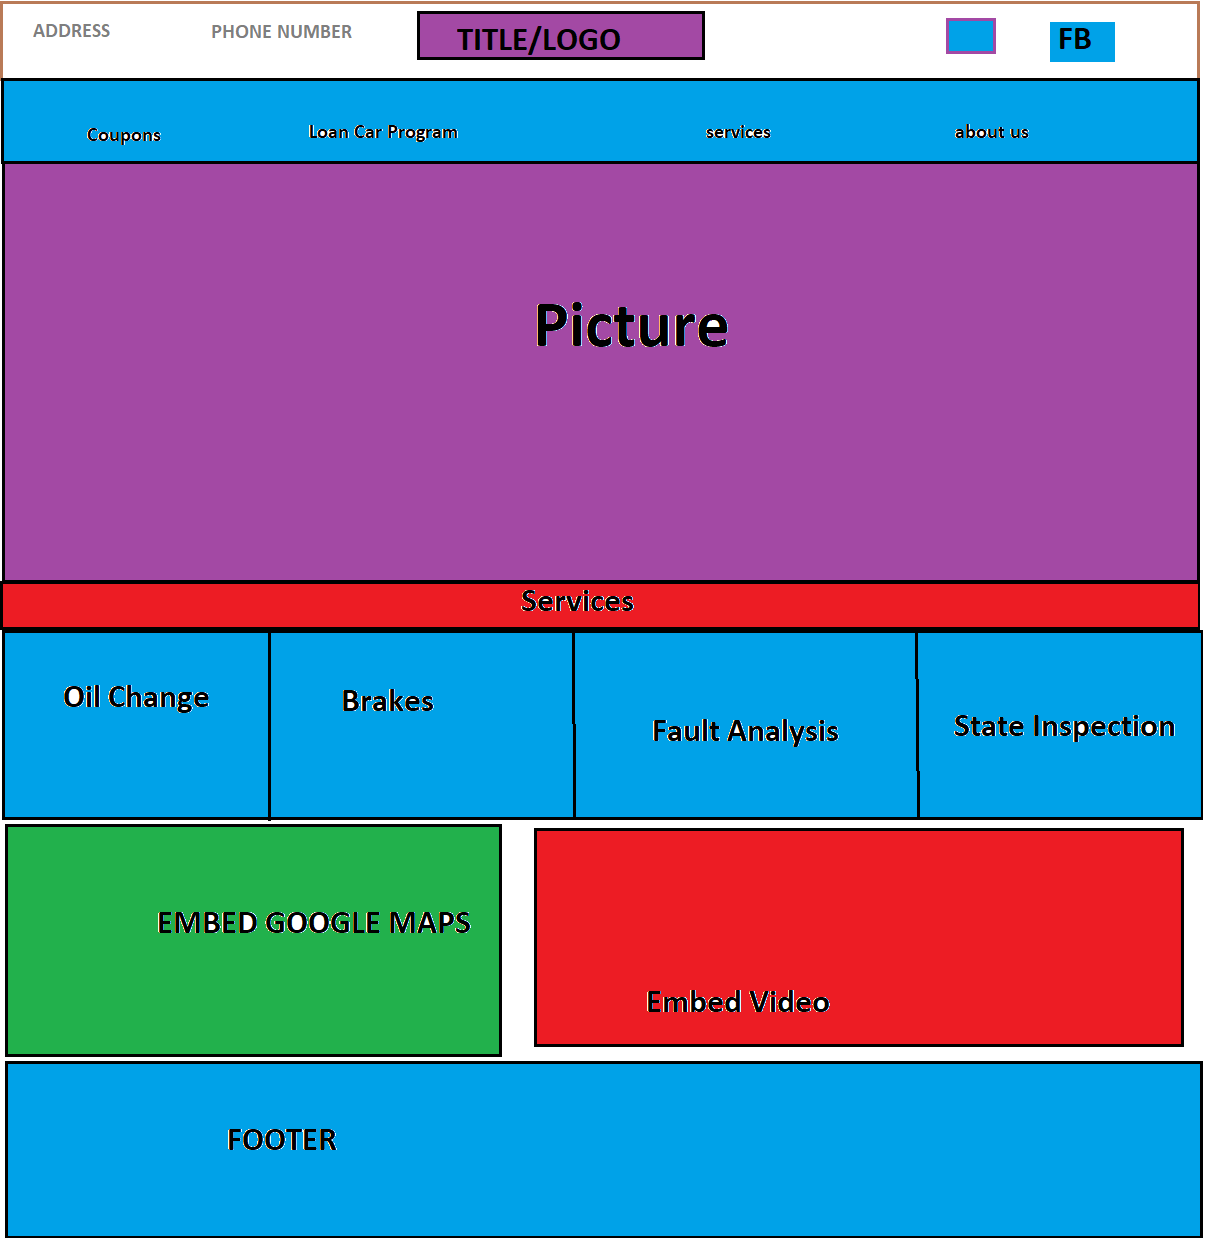 ADDRESS
PHONE NUMBER
TITLE/LOGO
FB
Coupons
Loan Car Program
services
about us
Picture
Services
Oil Change
Brakes
Fault Analysis
State Inspection
EMBED GOOGLE MAPS
Embed Video
FOOTER